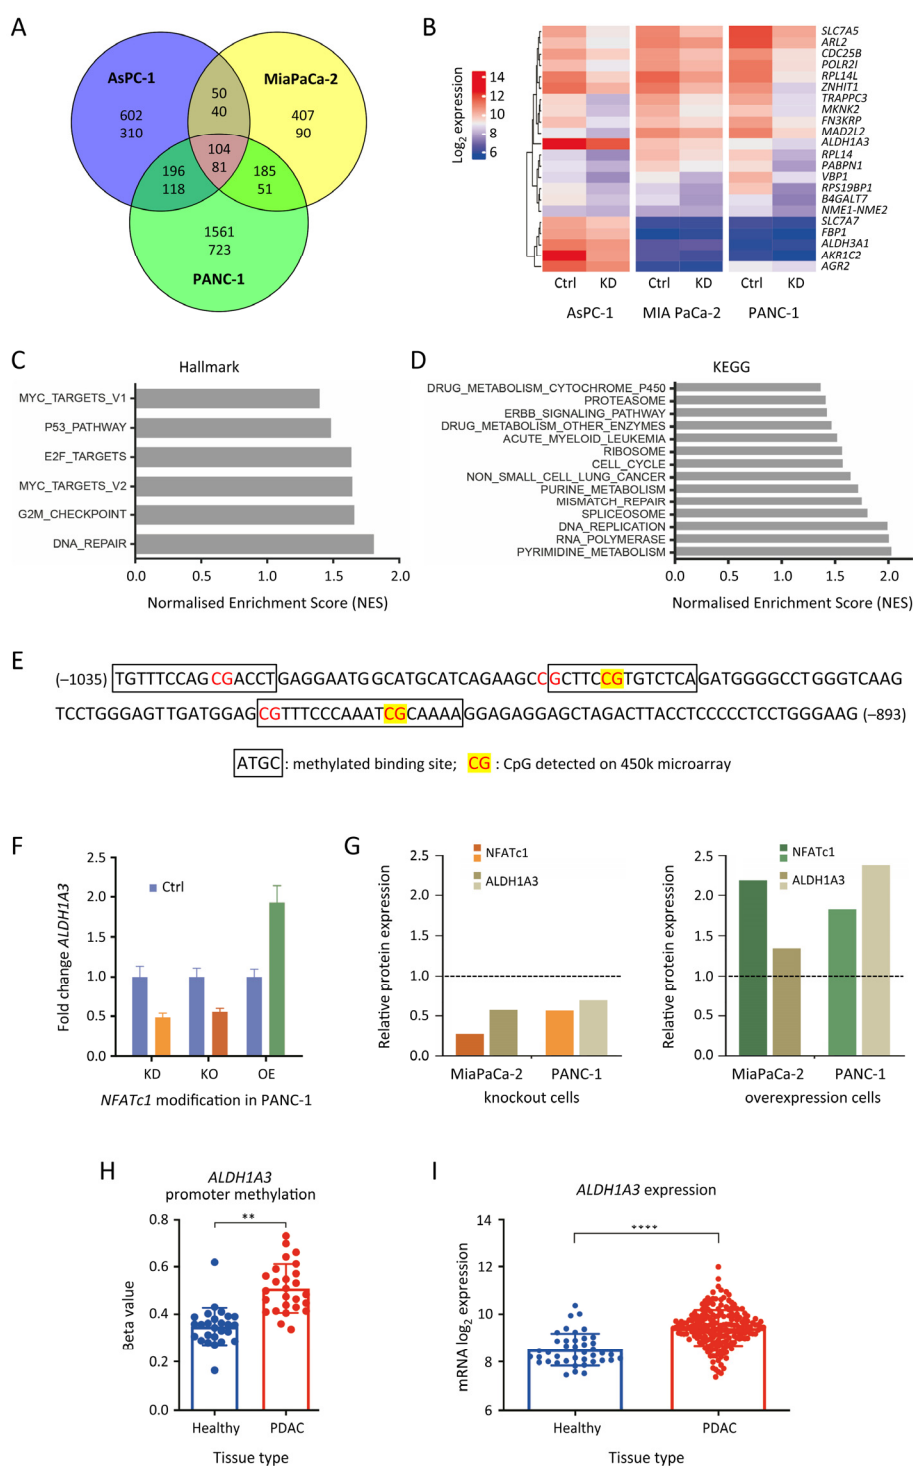 A
AsPC-1
MiaPaCa-2
PANC-1
602
310
50
40
407
90
104
81
196
118
185
51
1561
723
B
Log2 expression
14
12
10
8
6
SLC7A5
ARL2
CDC25B
POLR2I
RPL14L
ZNHIT1
TRAPPC3
MKNK2
FN3KRP
MAD2L2
ALDH1A3
RPL14
PABPN1
VBP1
RPS19BP1
B4GALT7
NME1-NME2
SLC7A7
FBP1
ALDH3A1
AKR1C2
AGR2
Ctrl KD Ctrl KD Ctrl KD
AsPC-1 MIA PaCa-2 PANC-1
C
Hallmark
MYC_TARGETS_V1
P53_PATHWAY
E2F_TARGETS
MYC_TARGETS_V2
G2M_CHECKPOINT
DNA_REPAIR
0.0 0.5 1.0 1.5 2.0
Normalised Enrichment Score (NES)
D
KEGG
DRUG_METABOLISM_CYTOCHROME_P450
PROTEASOME
ERBB_SIGNALING_PATHWAY
DRUG_METABOLISM_OTHER_ENZYMES
ACUTE_MYELOID_LEUKEMIA
RIBOSOME
CELL_CYCLE
NON_SMALL_CELL_LUNG_CANCER
PURINE_METABOLISM
MISMATCH_REPAIR
SPLICEOSOME
DNA_REPLICATION
RNA_POLYMERASE
PYRIMIDINE_METABOLISM
0.0 0.5 1.0 1.5 2.0
Normalised Enrichment Score (NES)
E
(–1035) TGTTTCCAGCGACCTGAGGAATGGCATGCATCAGAAGCCGCTTCCGTGTCTCAGATGGGGCCTGGGTCAAG
TCCTGGGAGTTGATGGAGCGTTTCCCAAATCGCAAAAGGAGAGGAGCTAGACTTACCTCCCCCTCCTGGGAAG (–893)
ATGC : methylated binding site; CG : CpG detected on 450k microarray
F
Fold change ALDH1A3
2.5
2.0
1.5
1.0
0.5
0.0
Ctrl
KD KO OE
NFATc1 modification in PANC-1
G
Relative protein expression
2.5
2.0
1.5
1.0
0.5
0.0
NFATc1
ALDH1A3
MiaPaCa-2 PANC-1
knockout cells
Relative protein expression
2.5
2.0
1.5
1.0
0.5
0.0
NFATc1
ALDH1A3
MiaPaCa-2 PANC-1
overexpression cells
H
ALDH1A3
promoter methylation
Beta value
0.8
0.6
0.4
0.2
0.0
**
Healthy PDAC
Tissue type
I
ALDH1A3 expression
mRNA log2 expression
14
12
10
8
6
****
Healthy PDAC
Tissue type